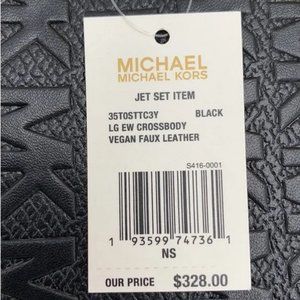 MICHAEL
MICHAEL KORS
JET SET ITEM
35T0STTC3Y BLACK
LG EW CROSSBODY
VEGAN FAUX LEATHER
S416-0001
1 93599 74736 1
NS
OUR PRICE $328.00